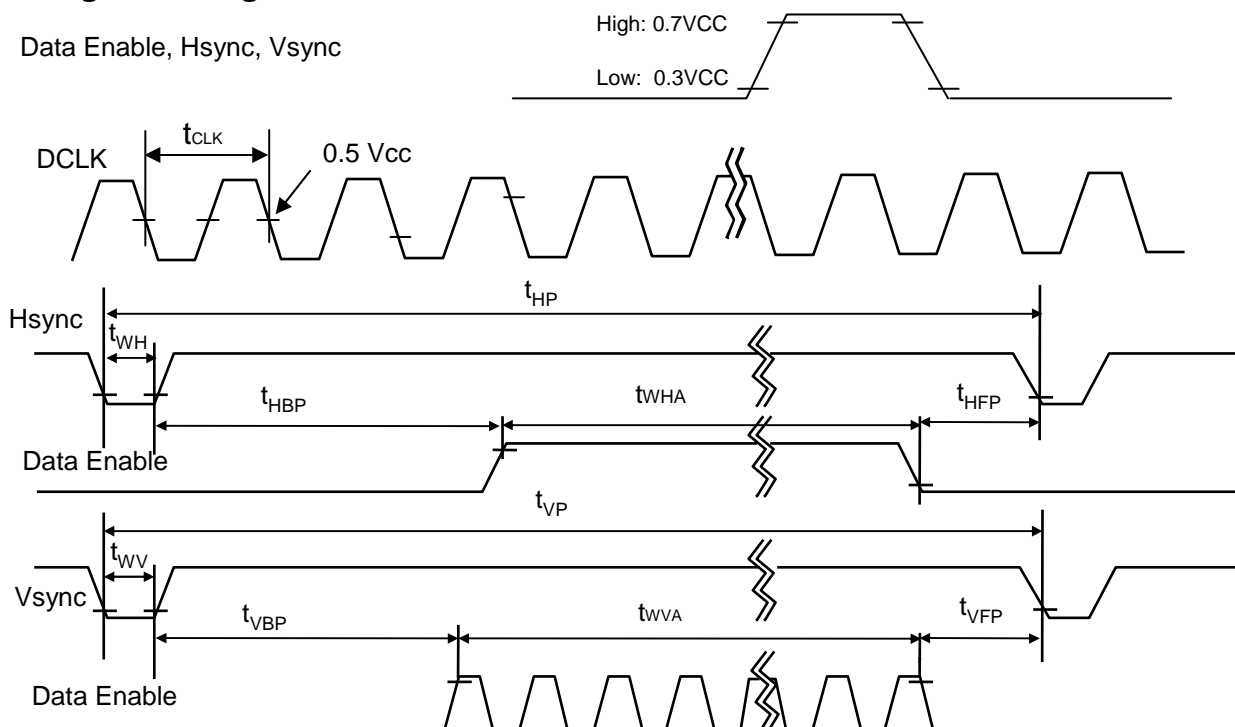 Data Enable, Hsync, Vsync
High: 0.7VCC
Low: 0.3VCC
DCLK
tCLK
0.5 Vcc
tHP
Hsync
tWH
tHBP
tWHA
tHFP
Data Enable
tVP
tWV
Vsync
tVBP
tWVA
tVFP
Data Enable